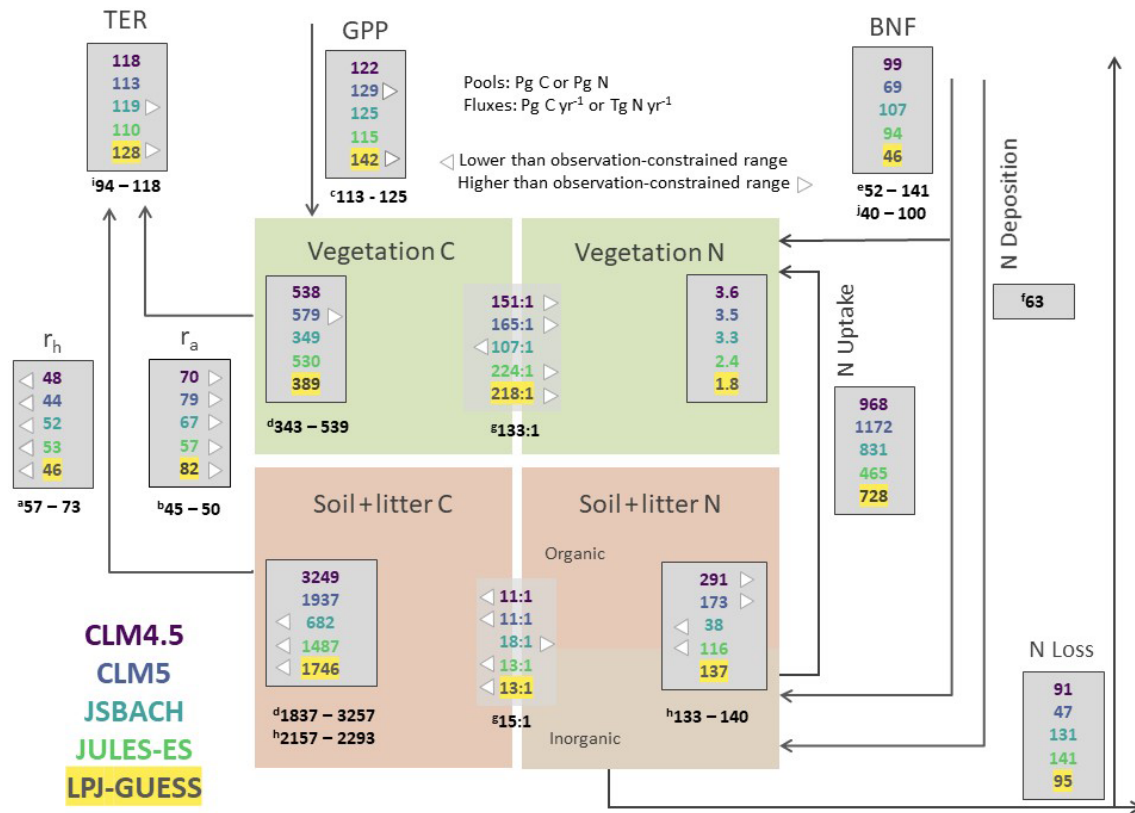 TER
118
113
119
110
128
ⁱ94 – 118
GPP
122
129
125
115
142
ᶜ113 - 125
Pools: Pg C or Pg N
Fluxes: Pg C yr⁻¹ or Tg N yr⁻¹
Lower than observation-constrained range
Higher than observation-constrained range
BNF
99
69
107
94
46
ᵉ52 – 141
ʲ40 – 100
N Deposition
ᶠ63
Vegetation C
538
579
349
530
389
ᵈ343 – 539
151:1
165:1
107:1
224:1
218:1
ᵍ133:1
Vegetation N
3.6
3.5
3.3
2.4
1.8
N Uptake
968
1172
831
465
728
rₕ
48
44
52
53
46
ᵃ57 – 73
rₐ
70
79
67
57
82
ᵇ45 – 50
Soil+litter C
3249
1937
682
1487
1746
ᵈ1837 – 3257
ʰ2157 – 2293
11:1
11:1
18:1
13:1
13:1
ᵍ15:1
Soil+litter N
Organic
291
173
38
116
137
ʰ133 – 140
Inorganic
N Loss
91
47
131
141
95
CLM4.5
CLM5
JSBACH
JULES-ES
LPJ-GUESS